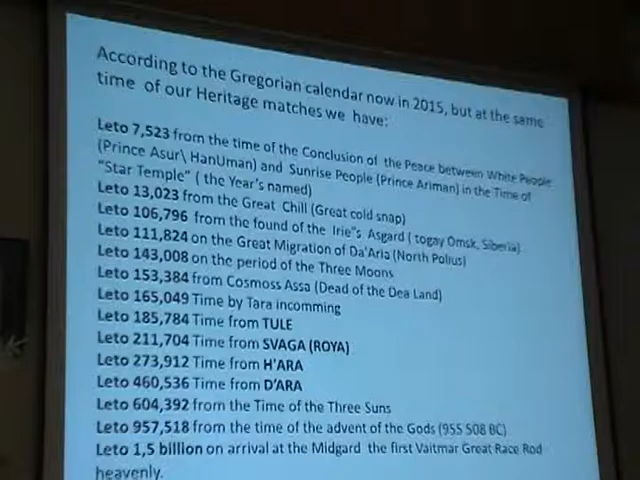 According to the Gregorian calendar now in 2015, but at the same
time of our Heritage matches we have:
Leto 7,523 from the time of the Conclusion of the Peace between White People
(Prince Asur\ HanUman) and Sunrise People (Prince Ariman) in the Time of
"Star Temple" ( the Year's named)
Leto 13,023 from the Great Chill (Great cold snap)
Leto 106,796 from the found of the Irie"s Asgard ( togay Omsk, Siberia)
Leto 111,824 on the Great Migration of Da'Aria (North Polius)
Leto 143,008 on the period of the Three Moons
Leto 153,384 from Cosmoss Assa (Dead of the Dea Land)
Leto 165,049 Time by Tara incomming
Leto 185,784 Time from TULE
Leto 211,704 Time from SVAGA (ROYA)
Leto 273,912 Time from H'ARA
Leto 460,536 Time from D'ARA
Leto 604,392 from the Time of the Three Suns
Leto 957,518 from the time of the advent of the Gods (955 508 BC)
Leto 1,5 billion on arrival at the Midgard the first Vaitmar Great Race Rod
heavenly.